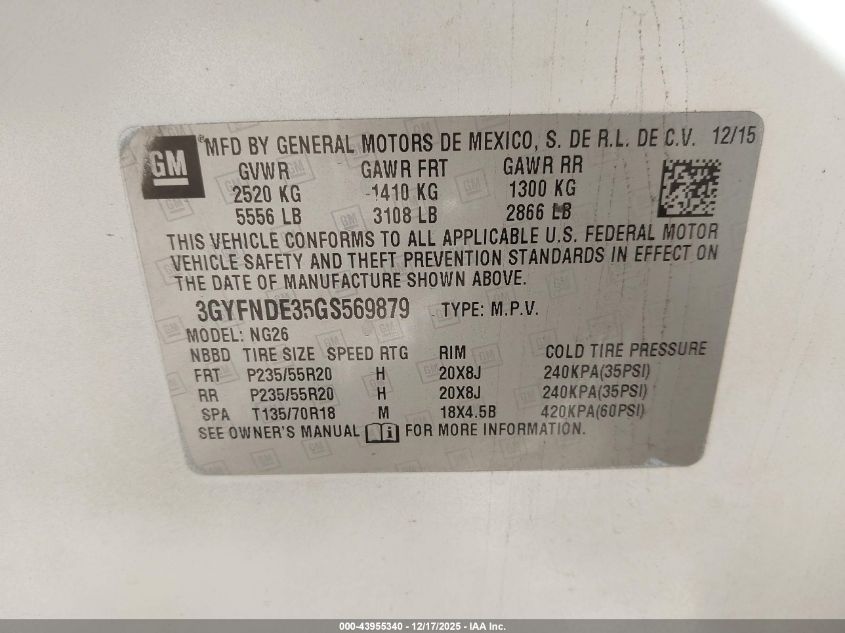 GM ® MFD BY GENERAL MOTORS DE MEXICO, S. DE R.L. DE C.V. 12/15
GVWR GAWR FRT GAWR RR
2520 KG 1410 KG 1300 KG
5556 LB 3108 LB 2866 LB
THIS VEHICLE CONFORMS TO ALL APPLICABLE U.S. FEDERAL MOTOR
VEHICLE SAFETY AND THEFT PREVENTION STANDARDS IN EFFECT ON
THE DATE OF MANUFACTURE SHOWN ABOVE.
3GYFNDE35GS569879 TYPE: M.P.V.
MODEL: NG26
NBBD TIRE SIZE SPEED RTG RIM COLD TIRE PRESSURE
FRT P235/55R20 H 20X8J 240KPA(35PSI)
RR P235/55R20 H 20X8J 240KPA(35PSI)
SPA T135/70R18 M 18X4.5B 420KPA(60PSI)
SEE OWNER'S MANUAL FOR MORE INFORMATION.
000-43955340 - 12/17/2025 - IAA Inc.